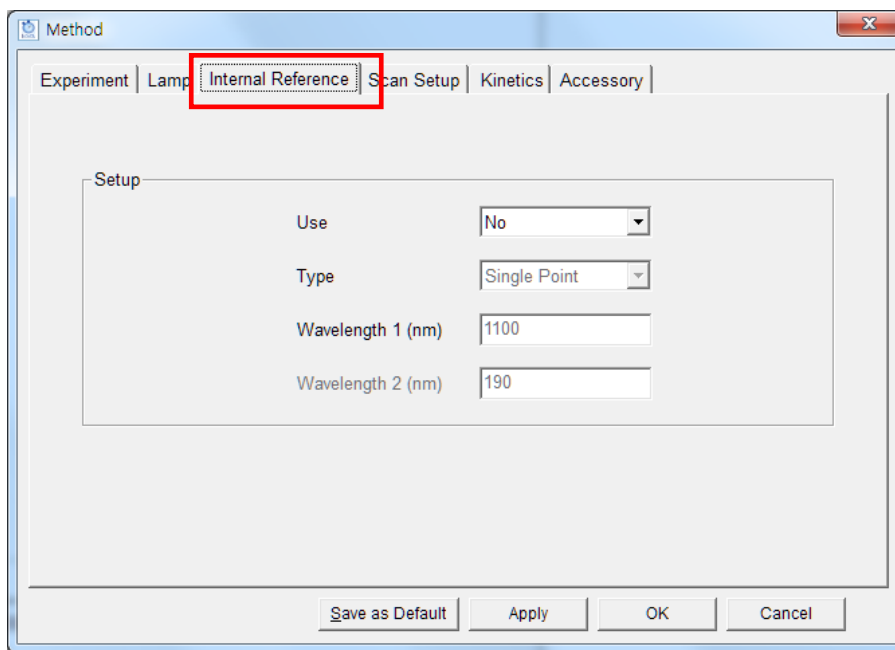 Method
Experiment Lamp Internal Reference Scan Setup Kinetics Accessory
Setup
Use No
Type Single Point
Wavelength 1 (nm) 1100
Wavelength 2 (nm) 190
Save as Default Apply OK Cancel